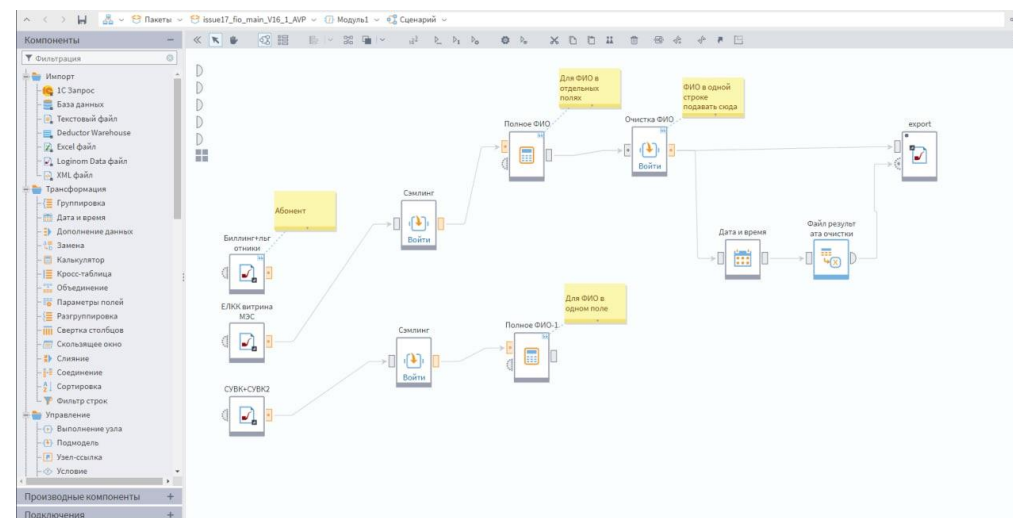 Пакеты
issue17_fio_main_V16_1_AVP
Модуль1
Сценарий
Компоненты
Фильтрация
Импорт
1С Запрос
База данных
Текстовый файл
Deductor Warehouse
Excel файл
Loginom Data файл
XML файл
Трансформация
Группировка
Дата и время
Дополнение данных
Замена
Калькулятор
Кросс-таблица
Объединение
Параметры полей
Разгруппировка
Свертка столбцов
Скользящее окно
Слияние
Соединение
Сортировка
Фильтр строк
Управление
Выполнение узла
Подмодель
Узел-ссылка
Условие
Производные компоненты
Подключения
Для ФИО в
отдельных
полях
ФИО в одной
строке
подавать сюда
Полное ФИО
Очистка ФИО
Войти
export
Абонент
Сэмлинг
Войти
Биллинг+льг
отники
Дата и время
Файл результ
ата очистки
ЕЛКК витрина
МЭС
Для ФИО в
одном поле
Сэмлинг
Войти
Полное ФИО-1
СУВК+СУВК2